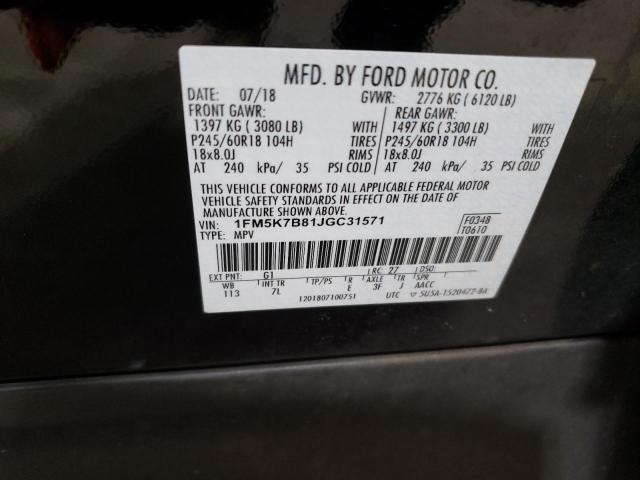 MFD. BY FORD MOTOR CO.
DATE: 07/18 GVWR: 2776 KG ( 6120 LB)
FRONT GAWR: REAR GAWR:
1397 KG ( 3080 LB) WITH 1497 KG ( 3300 LB) WITH
P245/60R18 104H TIRES P245/60R18 104H TIRES
18x8.0J RIMS 18x8.0J RIMS
AT 240 kPa/ 35 PSI COLD AT 240 kPa/ 35 PSI COLD
THIS VEHICLE CONFORMS TO ALL APPLICABLE FEDERAL MOTOR
VEHICLE SAFETY STANDARDS IN EFFECT ON THE DATE OF
MANUFACTURE SHOWN ABOVE.
VIN: 1FM5K7B81JGC31571 F0348
TYPE: MPV T0610
EXT PNT: G1 RC: 27 DSO:
WB INT TR TP/PS R AXLE TR SPR
113 7L E 3F J AACC
1201807100751 UTC 5U5A-1520472-BA